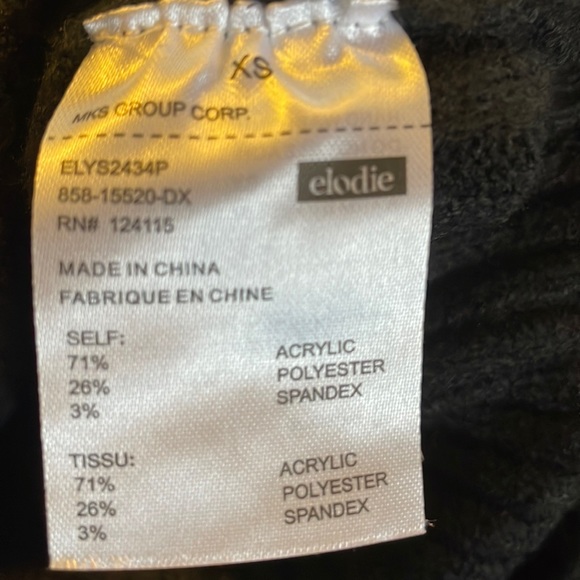 XS
MKS GROUP CORP.
ELYS2434P
858-15520-DX
RN# 124115
elodie
MADE IN CHINA
FABRIQUE EN CHINE
SELF:
71% ACRYLIC
26% POLYESTER
3% SPANDEX
TISSU:
71% ACRYLIC
26% POLYESTER
3% SPANDEX